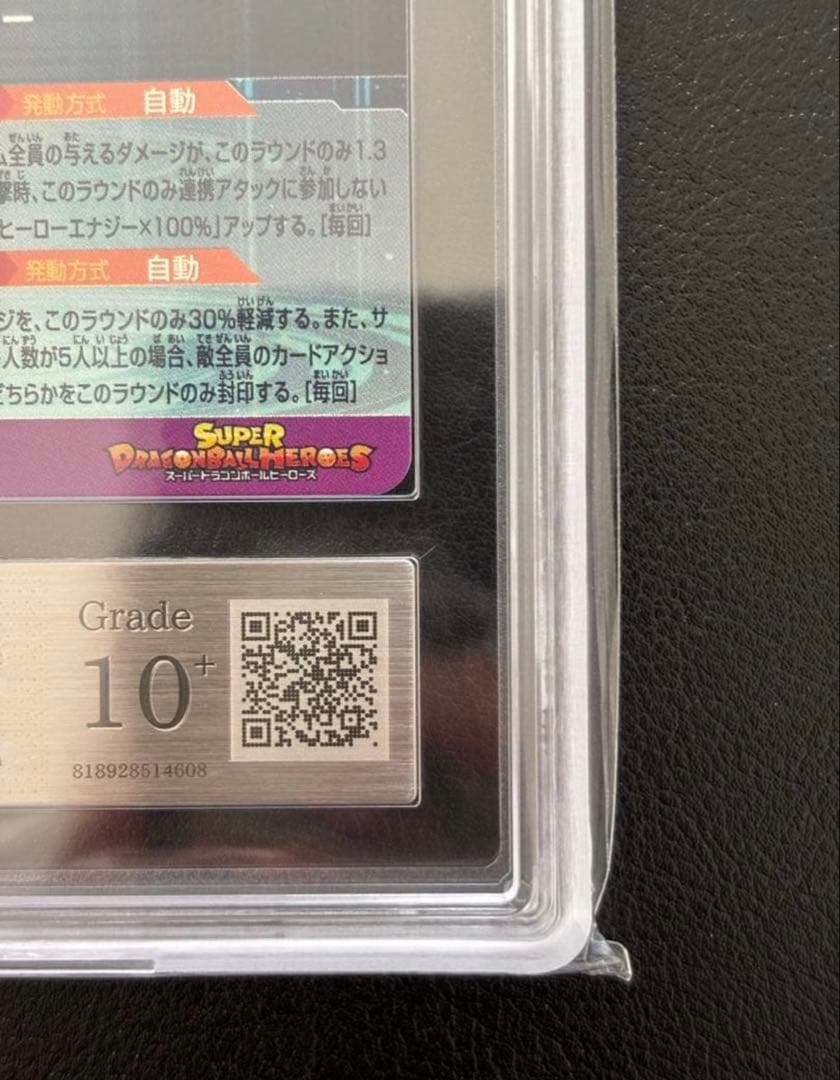 発動方式 自動
全員の与えるダメージが、このラウンドのみ1.3
撃時、このラウンドのみ連携アタックに参加しない
ヒーローエナジー×100%」アップする。[毎回]
発動方式 自動
ジを、このラウンドのみ30%軽減する。また、サ
人数が5人以上の場合、敵全員のカードアクショ
どちらかをこのラウンドのみ封印する。[毎回]
SUPER
DRAGONBALL HEROES
スーパードラゴンボールヒーローズ
Grade
10+
818928514608